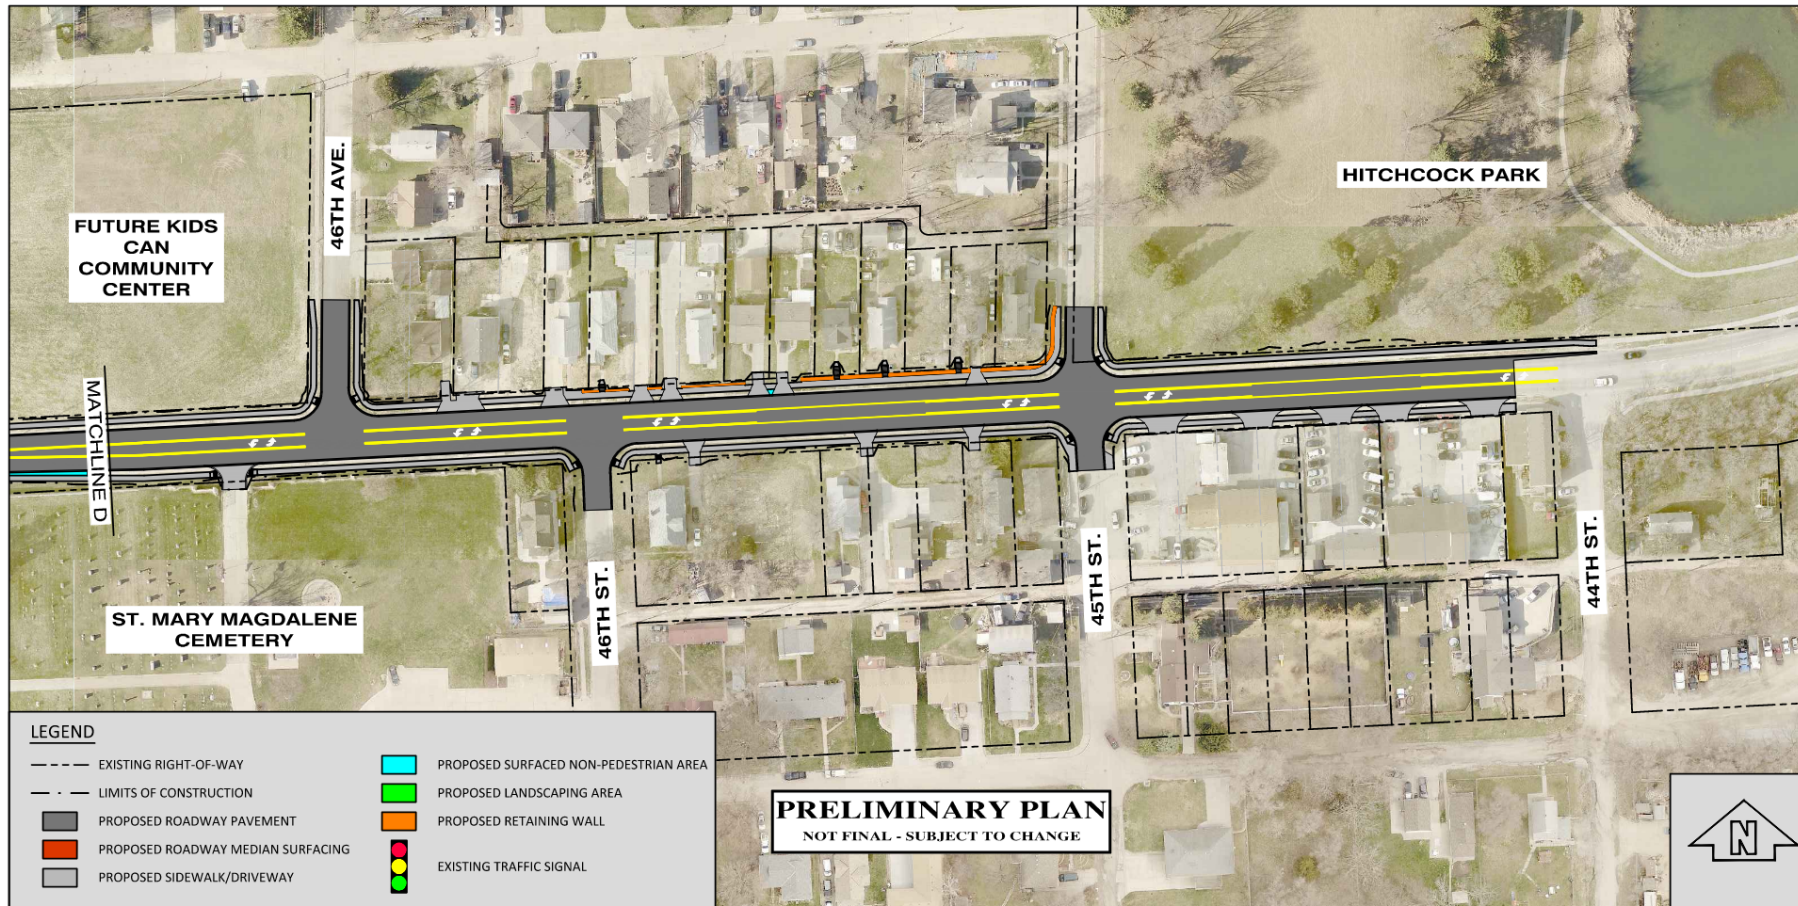 46TH AVE.
HITCHCOCK PARK
FUTURE KIDS
CAN
COMMUNITY
CENTER
MATCHLINE D
ST. MARY MAGDALENE
CEMETERY
46TH ST.
45TH ST.
44TH ST.
LEGEND
EXISTING RIGHT-OF-WAY
LIMITS OF CONSTRUCTION
PROPOSED ROADWAY PAVEMENT
PROPOSED ROADWAY MEDIAN SURFACING
PROPOSED SIDEWALK/DRIVEWAY
PROPOSED SURFACED NON-PEDESTRIAN AREA
PROPOSED LANDSCAPING AREA
PROPOSED RETAINING WALL
EXISTING TRAFFIC SIGNAL
PRELIMINARY PLAN
NOT FINAL - SUBJECT TO CHANGE
N